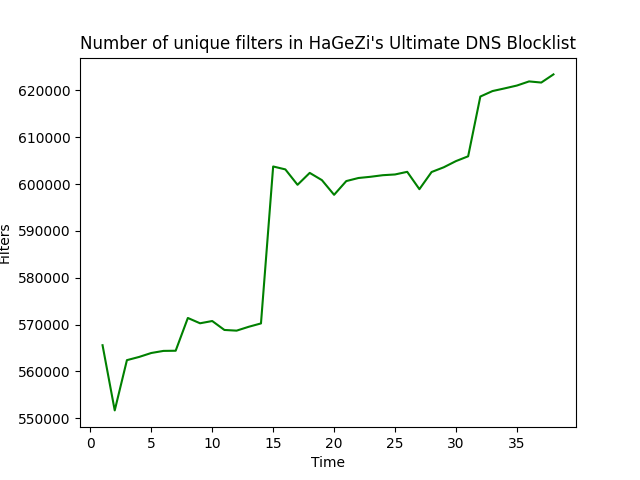 Number of unique filters in HaGeZi's Ultimate DNS Blocklist
620000
610000
600000
590000
580000
570000
560000
550000
Filters
0 5 10 15 20 25 30 35
Time